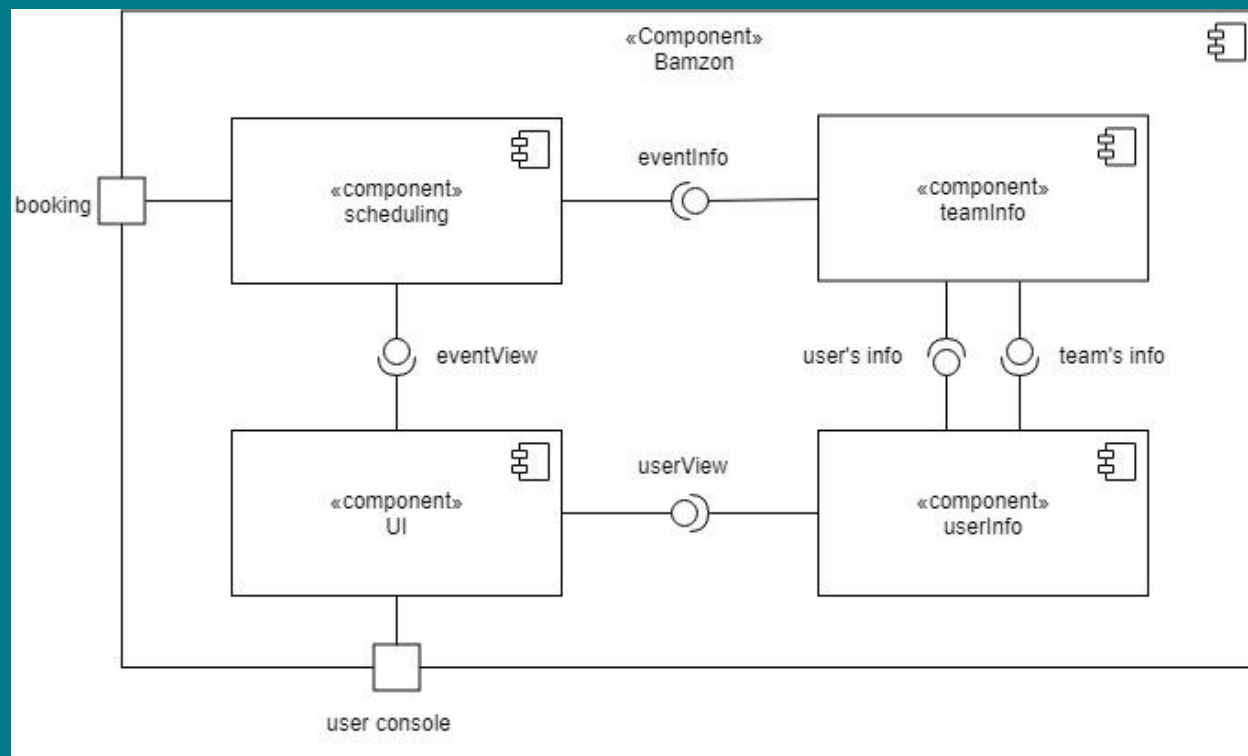 «Component»
Bamzon
booking
«component»
scheduling
eventInfo
«component»
teamInfo
eventView
user's info
team's info
«component»
UI
userView
«component»
userInfo
user console